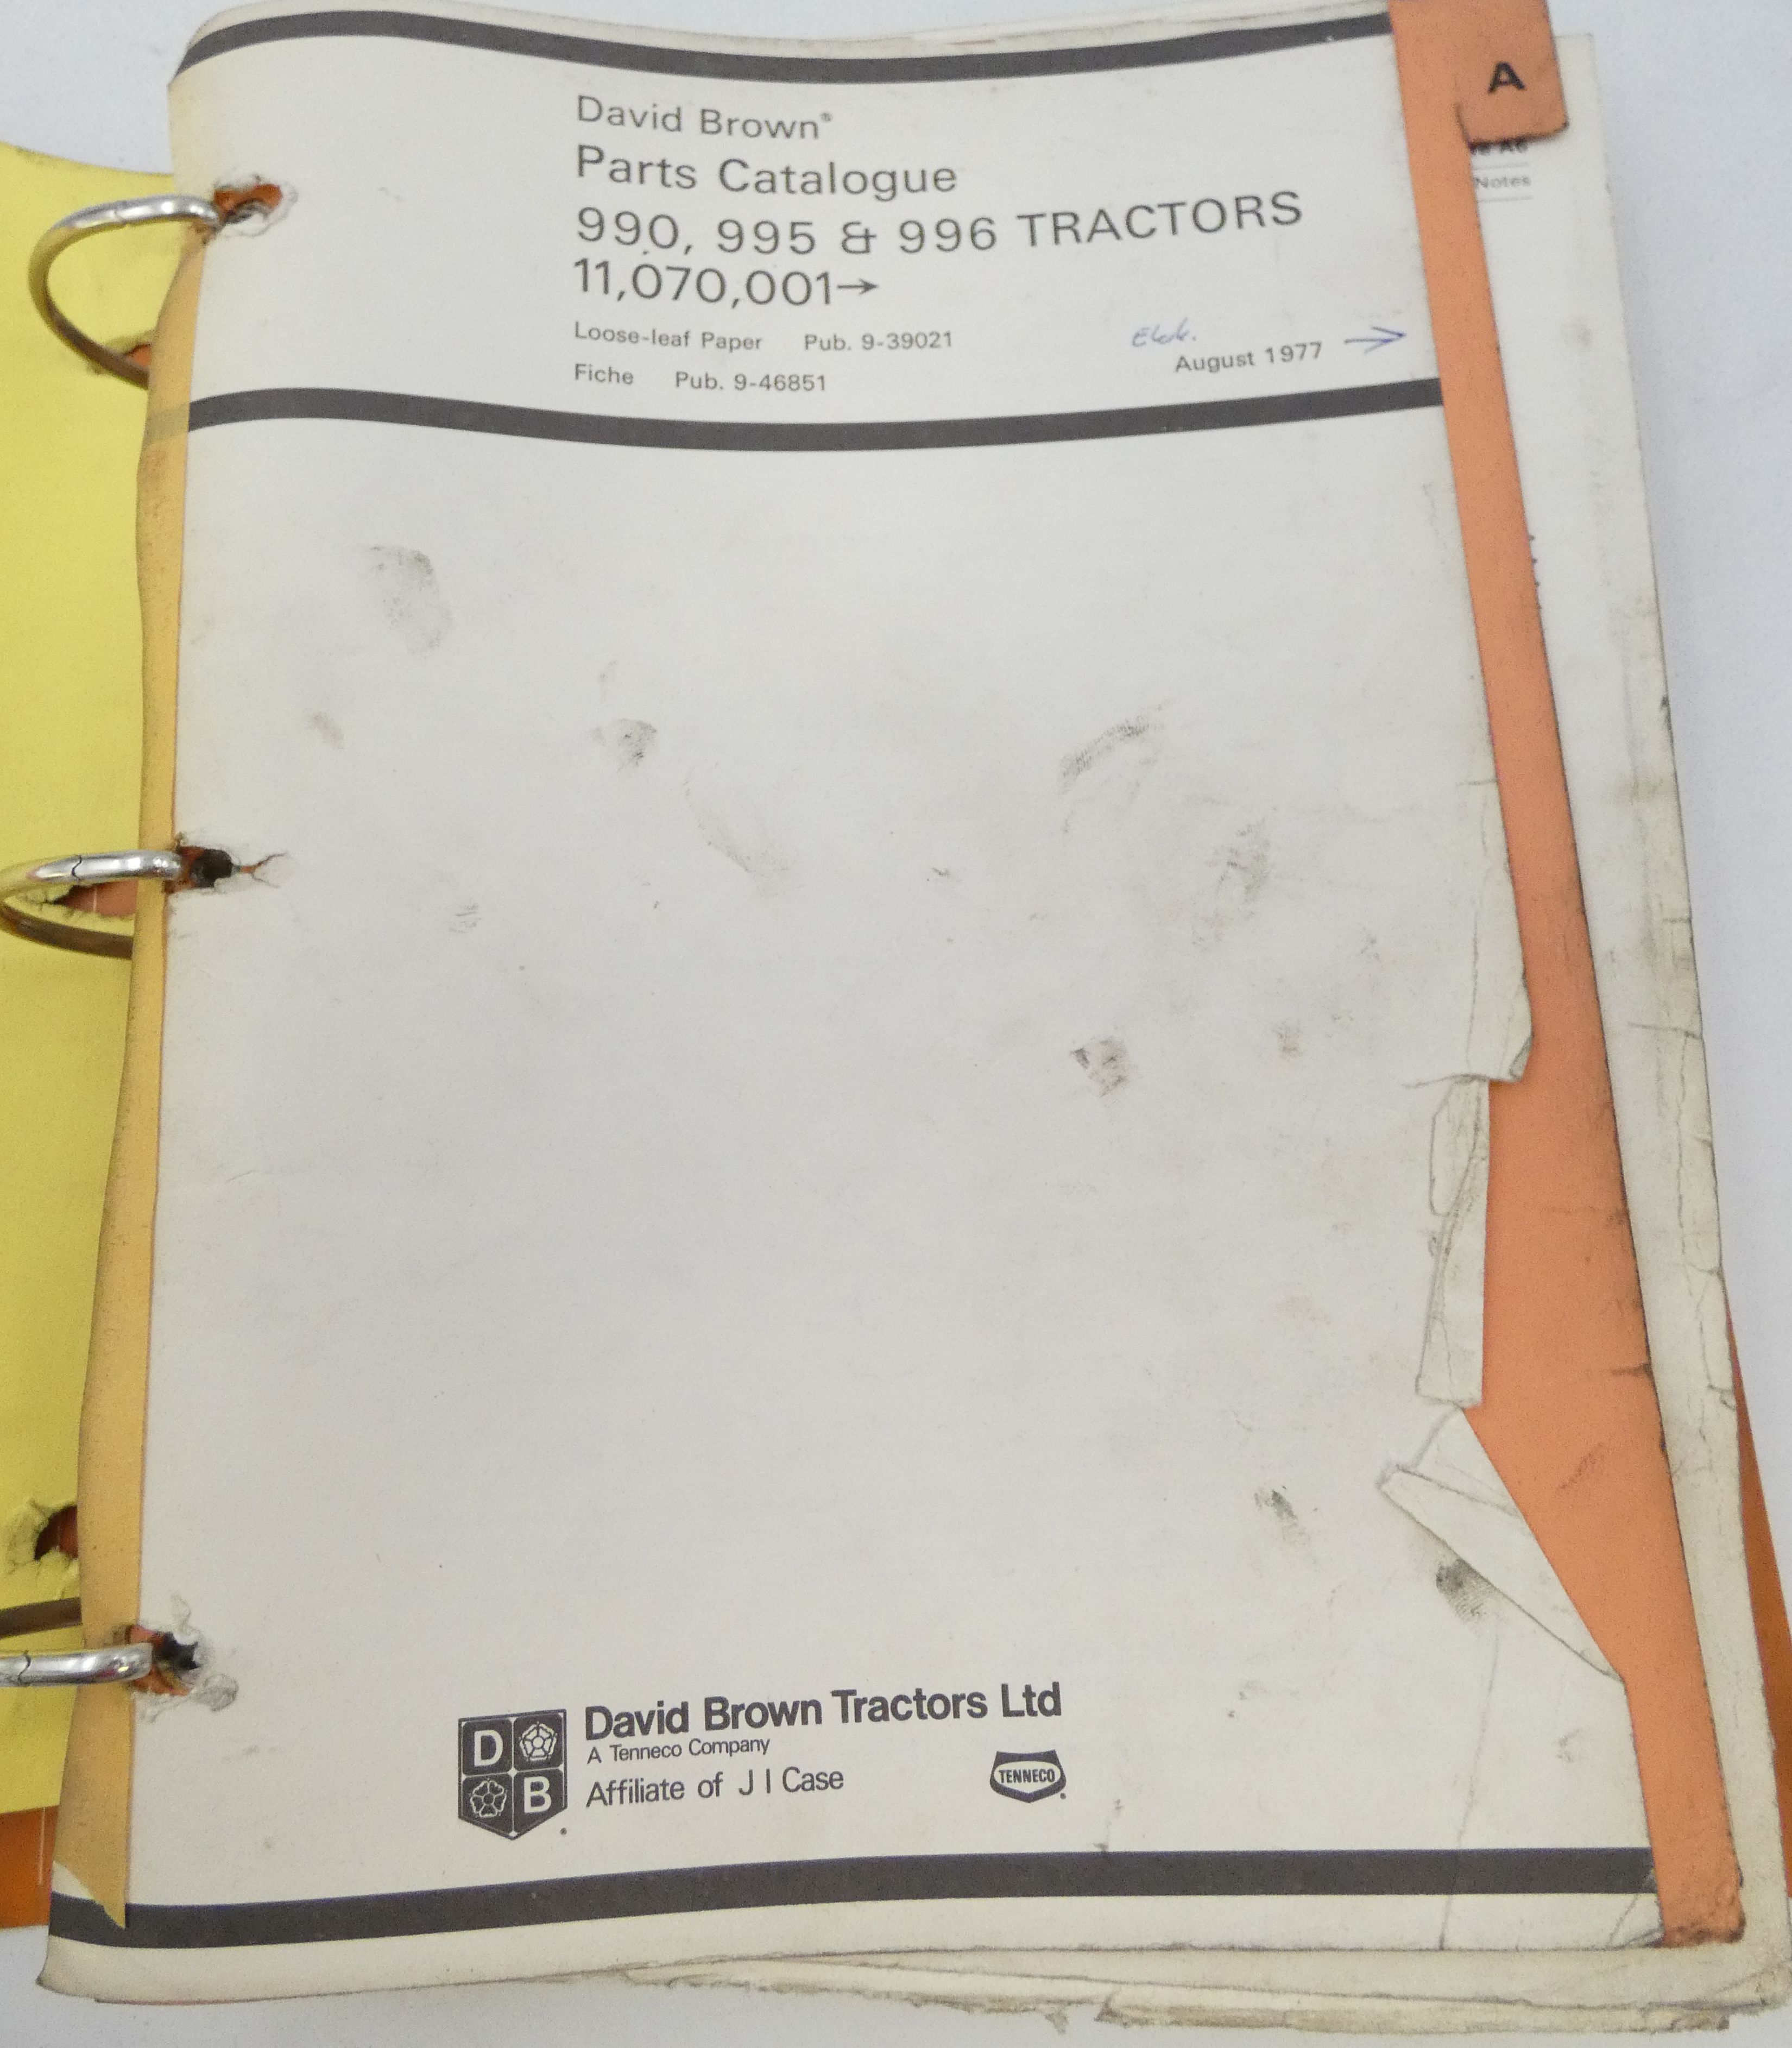 David Brown®
Parts Catalogue
990, 995 & 996 TRACTORS
11,070,001→
Loose-leaf Paper Pub. 9-39021
Fiche Pub. 9-46851
August 1977 →
A
A6
Notes
D B
David Brown Tractors Ltd
A Tenneco Company
Affiliate of J I Case
TENNECO